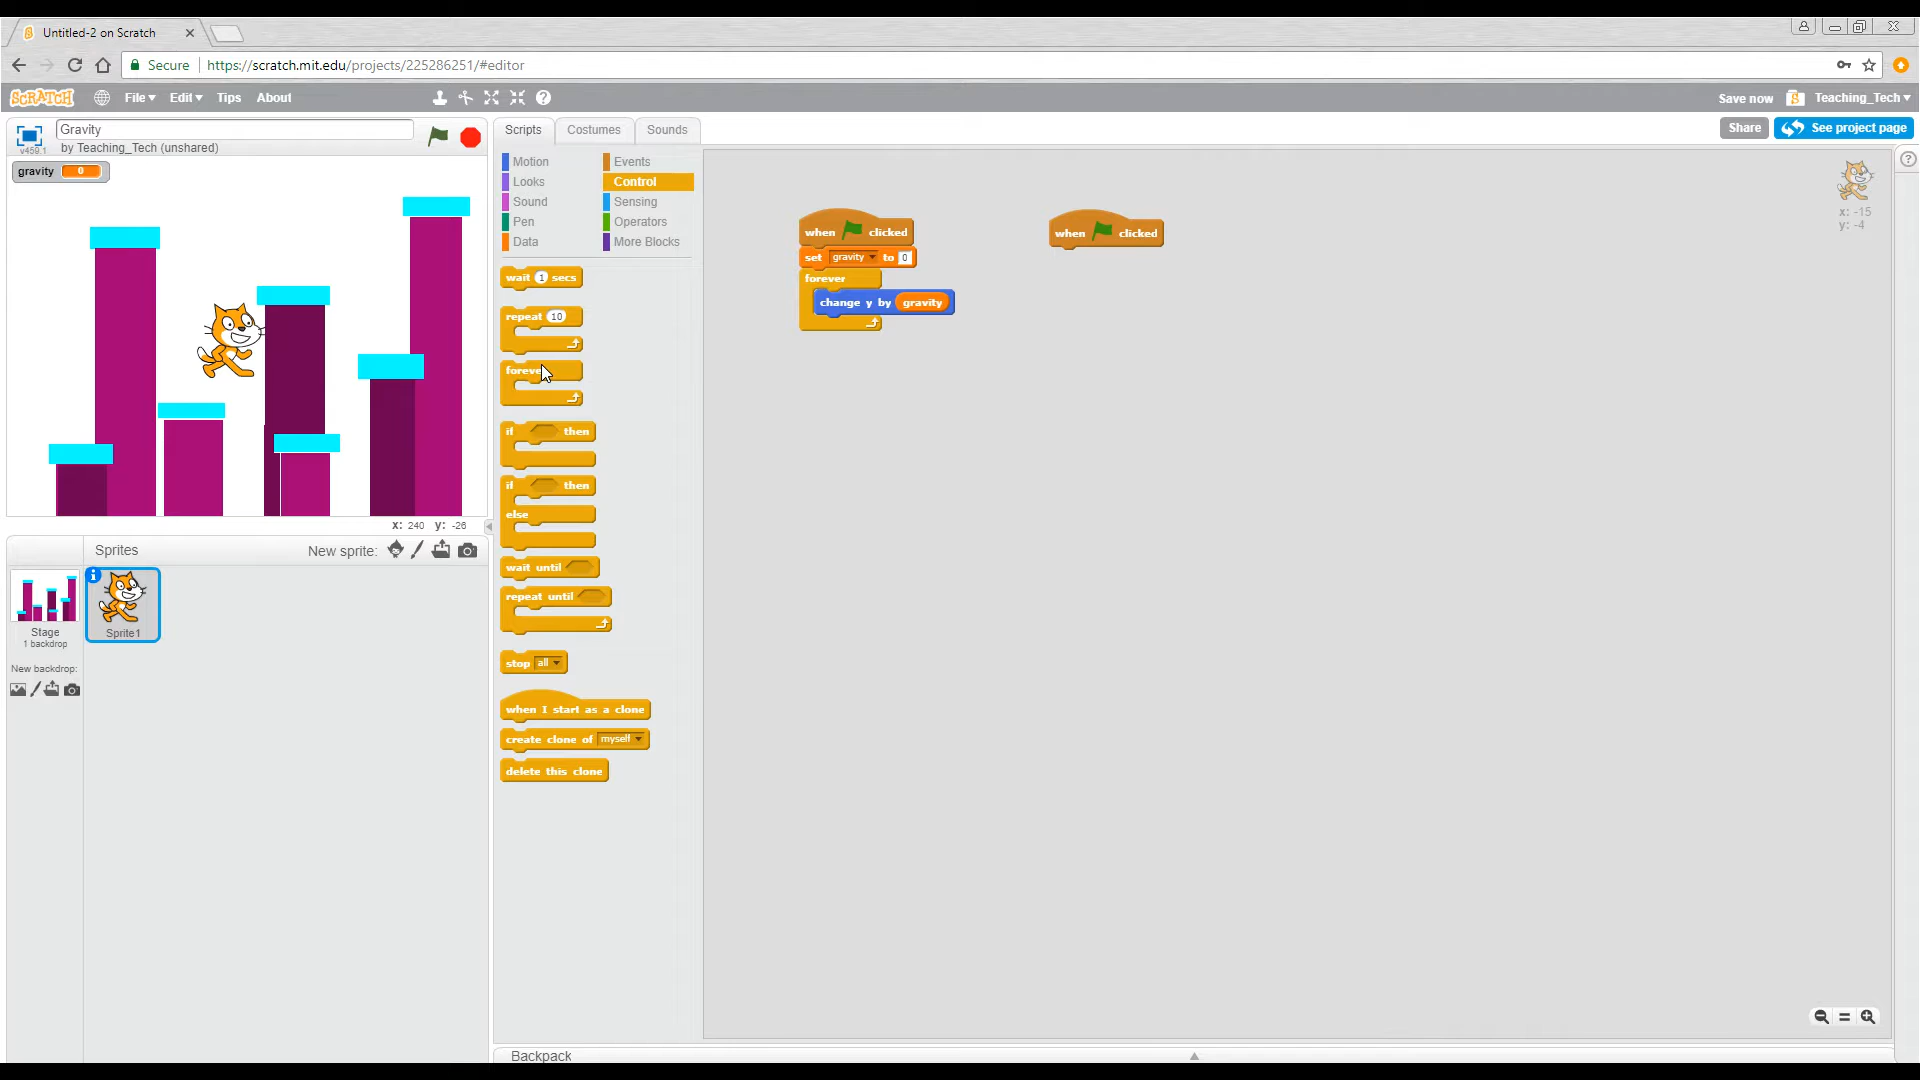 Untitled-2 on Scratch
Secure https://scratch.mit.edu/projects/225286251/#editor
SCRATCH File Edit Tips About Save now Teaching_Tech
Gravity
by Teaching_Tech (unshared)
v459.1
Scripts Costumes Sounds
Share See project page
gravity 0
Motion Events
Looks Control
Sound Sensing
Pen Operators
Data More Blocks
wait 1 secs
repeat 10
forever
if then
if then
else
wait until
repeat until
stop all
when I start as a clone
create clone of myself
delete this clone
when clicked
set gravity to 0
forever
change y by gravity
when clicked
x: -15
y: -4
x: 240 y: -26
Sprites New sprite:
Stage
1 backdrop
Sprite1
New backdrop:
Backpack